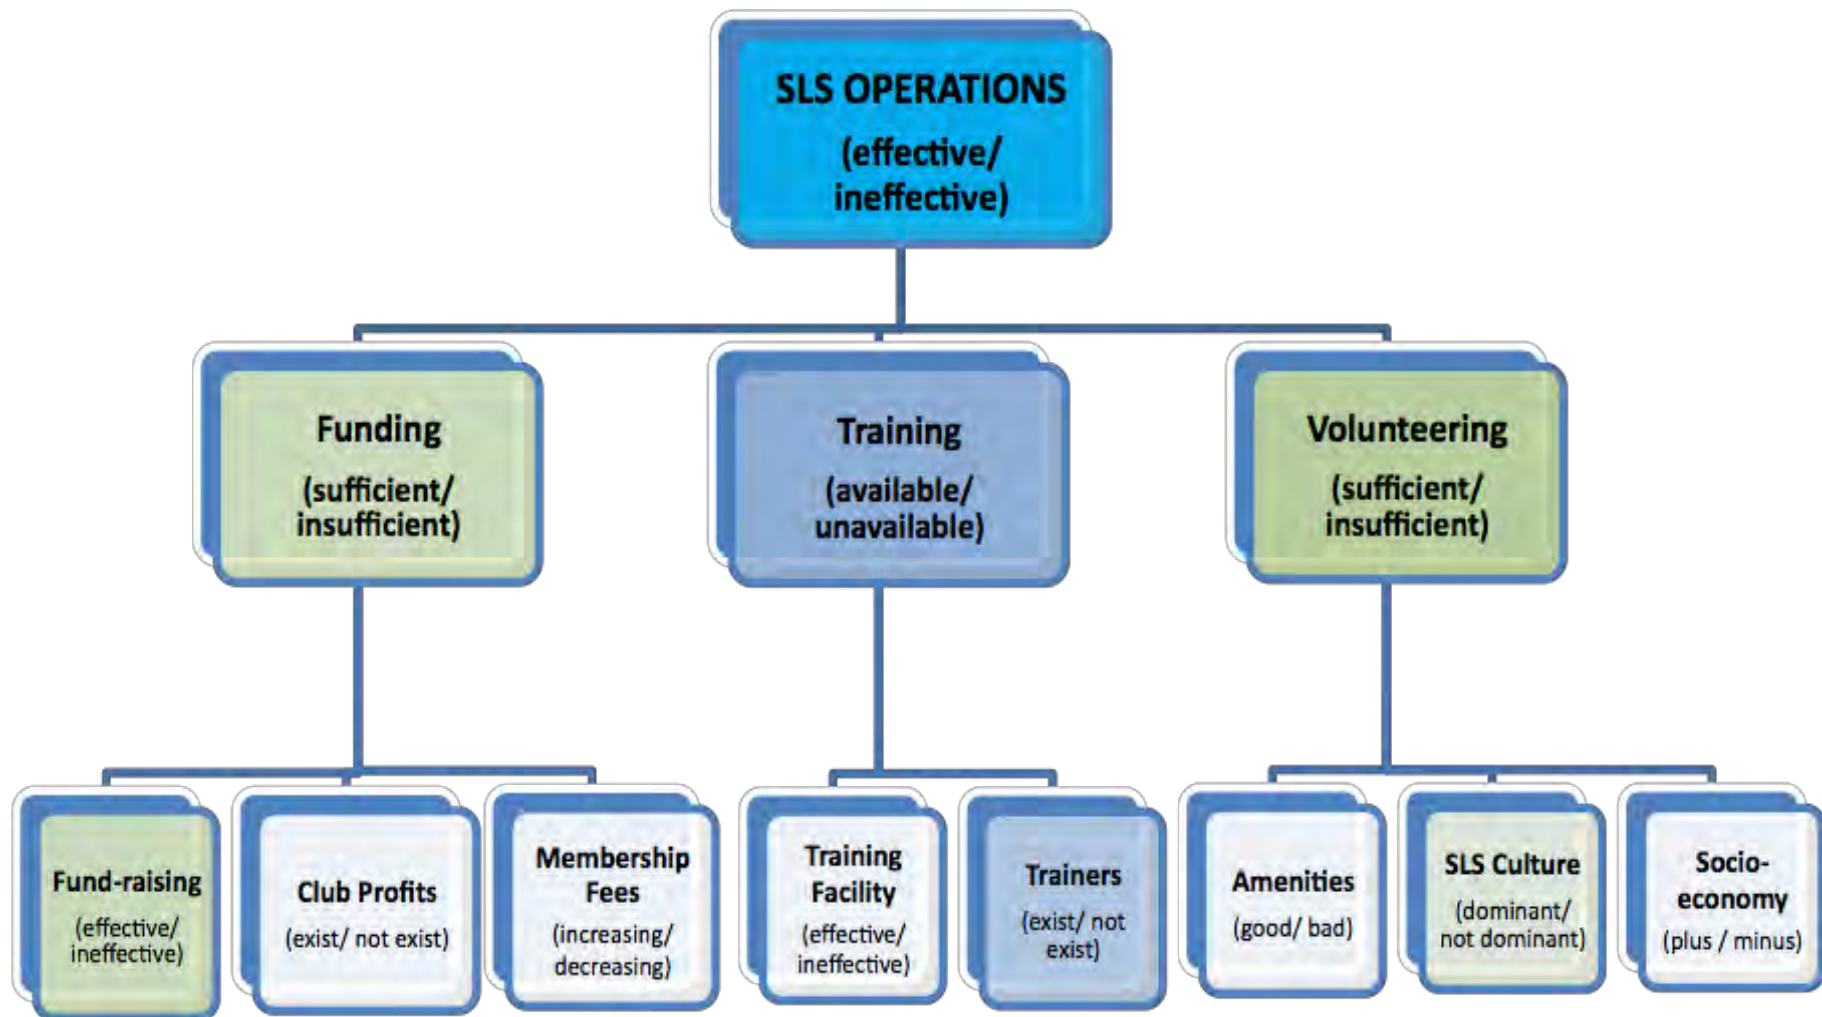 SLS OPERATIONS
(effective/
ineffective)
Funding
(sufficient/
insufficient)
Training
(available/
unavailable)
Volunteering
(sufficient/
insufficient)
Fund-raising
(effective/
ineffective)
Club Profits
(exist/ not exist)
Membership
Fees
(increasing/
decreasing)
Training
Facility
(effective/
ineffective)
Trainers
(exist/ not
exist)
Amenities
(good/ bad)
SLS Culture
(dominant/
not dominant)
Socio-
economy
(plus / minus)